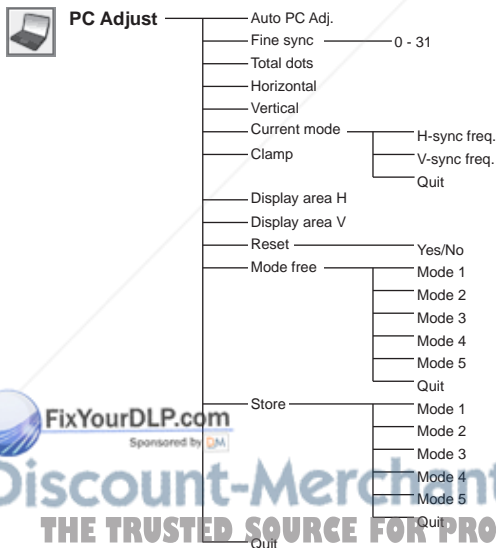 PC Adjust
Auto PC Adj.
Fine sync
0 - 31
Total dots
Horizontal
Vertical
Current mode
H-sync freq.
V-sync freq.
Quit
Clamp
Display area H
Display area V
Reset
Yes/No
Mode free
Mode 1
Mode 2
Mode 3
Mode 4
Mode 5
Quit
Store
Mode 1
Mode 2
Mode 3
Mode 4
Mode 5
Quit
Quit
FixYourDLP.com
Sponsored by DM
Discount-Merchant
THE TRUSTED SOURCE FOR PRO